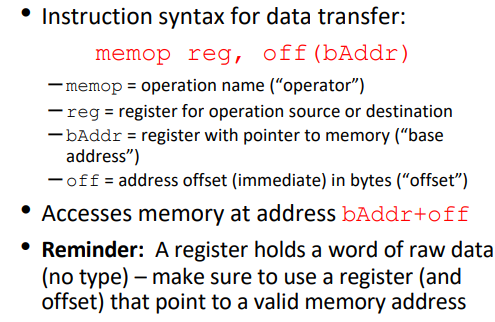 • Instruction syntax for data transfer:
memop reg, off(bAddr)
– memop = operation name (“operator”)
– reg = register for operation source or destination
– bAddr = register with pointer to memory (“base
address”)
– off = address offset (immediate) in bytes (“offset”)
• Accesses memory at address bAddr+off
• Reminder: A register holds a word of raw data
(no type) – make sure to use a register (and
offset) that point to a valid memory address